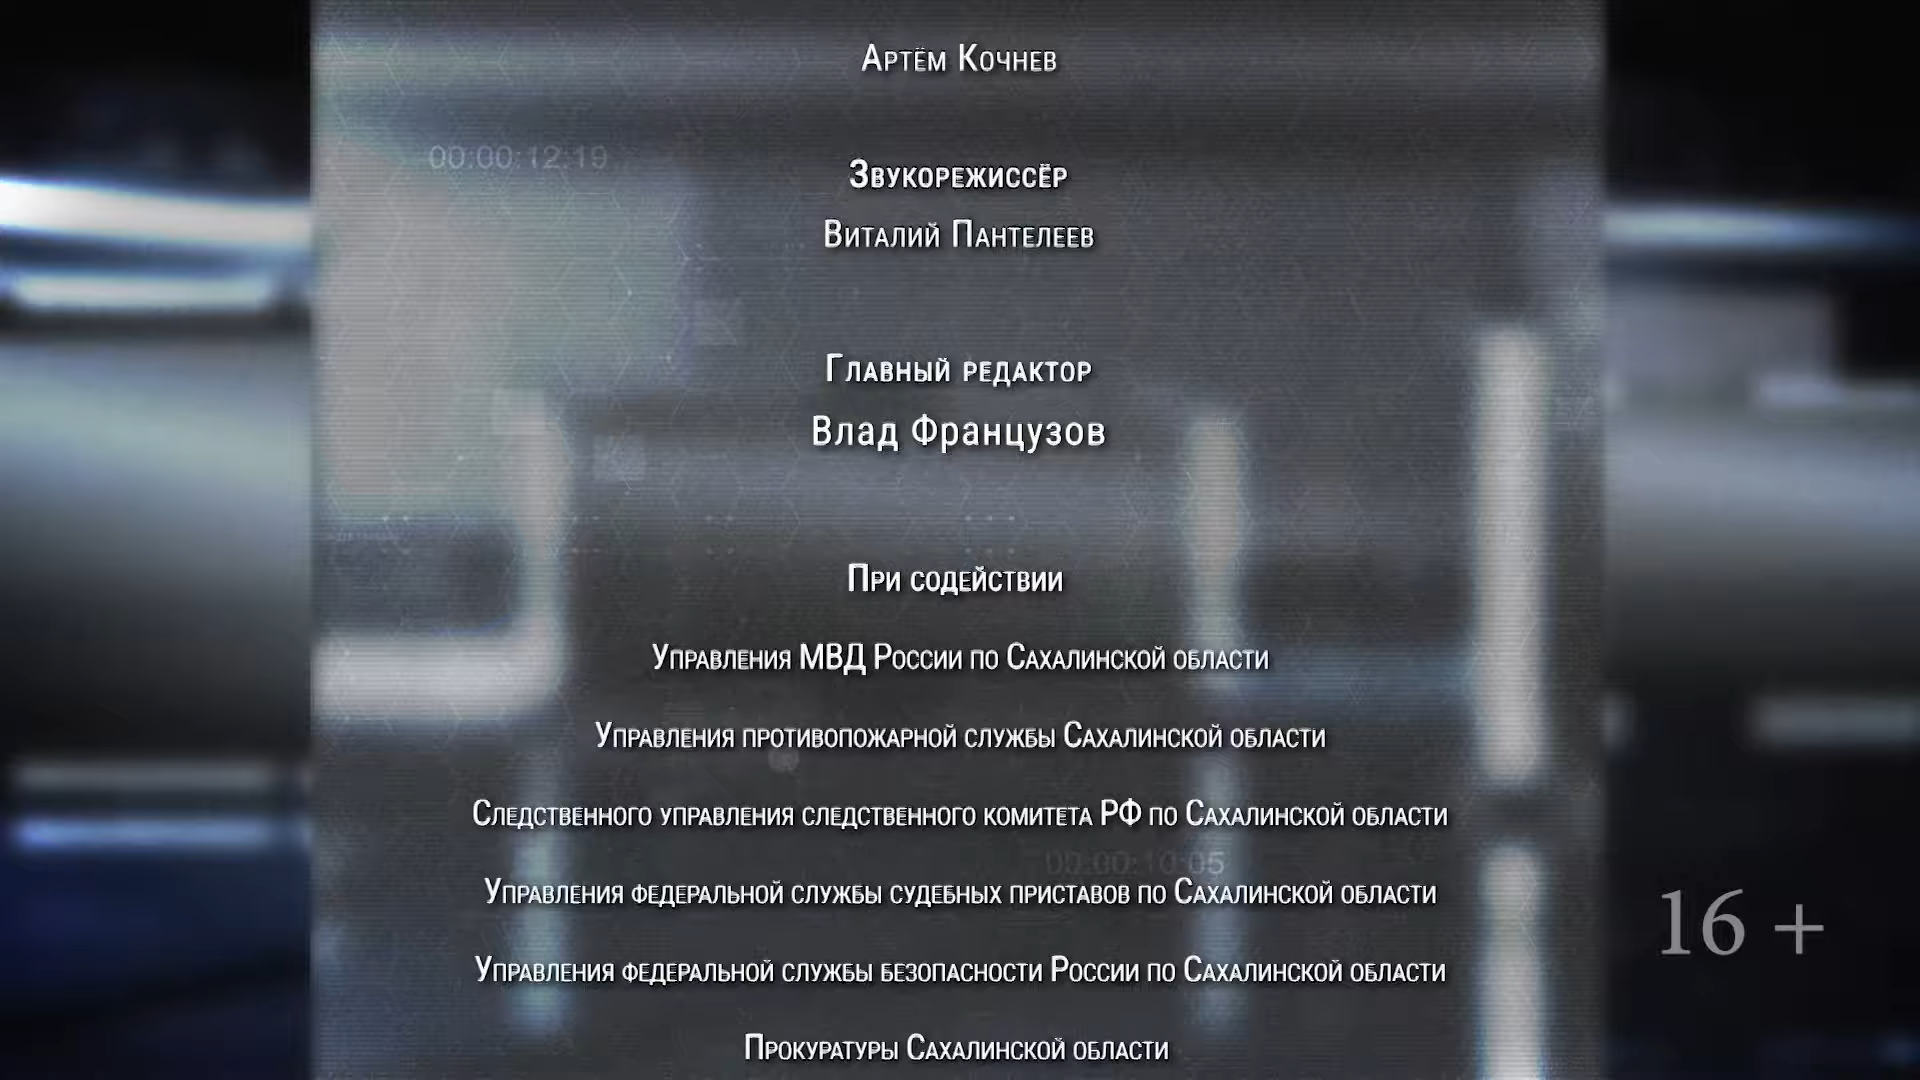 Артём Кочнев
00:00:12:19
Звукорежиссёр
Виталий Пантелеев
Главный редактор
Влад Французов
При содействии
Управления МВД России по Сахалинской области
Управления противопожарной службы Сахалинской области
Следственного управления следственного комитета РФ по Сахалинской области
00:00:10:05
Управления федеральной службы судебных приставов по Сахалинской области
16 +
Управления федеральной службы безопасности России по Сахалинской области
Прокуратуры Сахалинской области